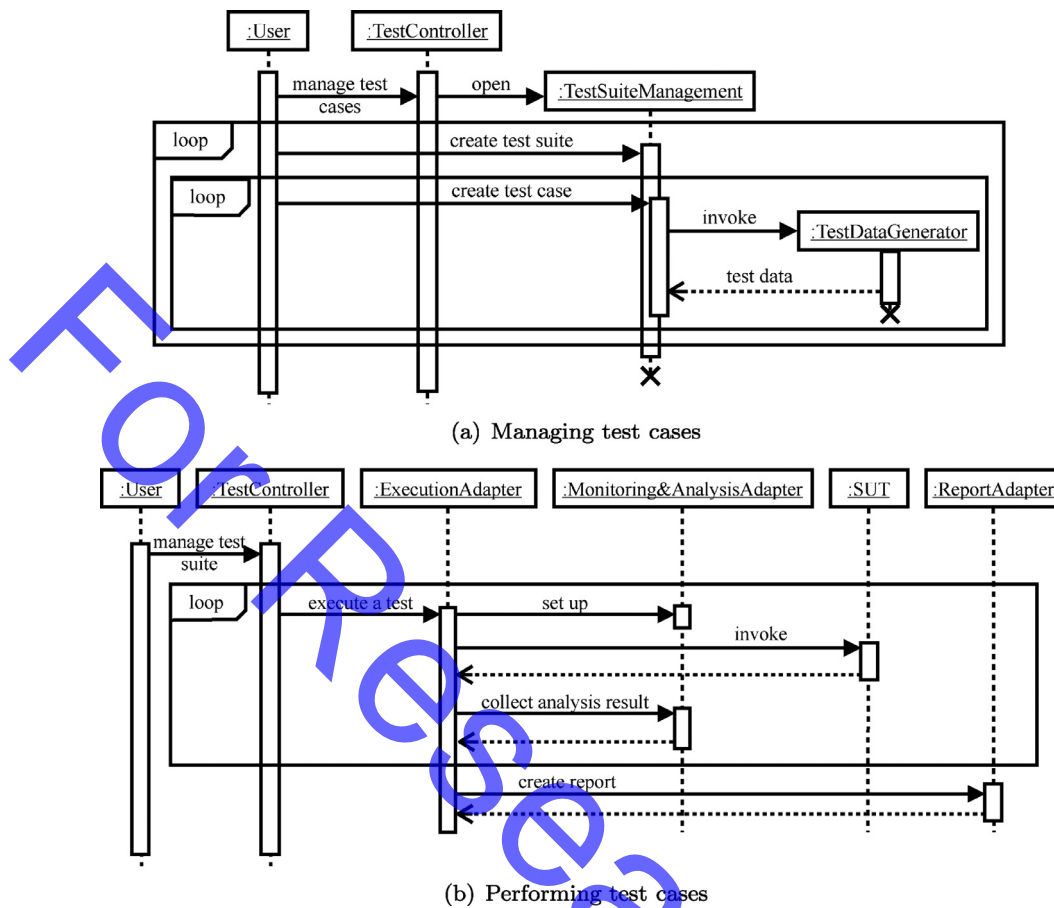 :User
:TestController
manage test
cases
open
:TestSuiteManagement
loop
create test suite
loop
create test case
invoke
:TestDataGenerator
test data
(a) Managing test cases
:User
:TestController
:ExecutionAdapter
:Monitoring&AnalysisAdapter
:SUT
:ReportAdapter
manage test
suite
loop
execute a test
set up
invoke
collect analysis result
create report
(b) Performing test cases
For Resea